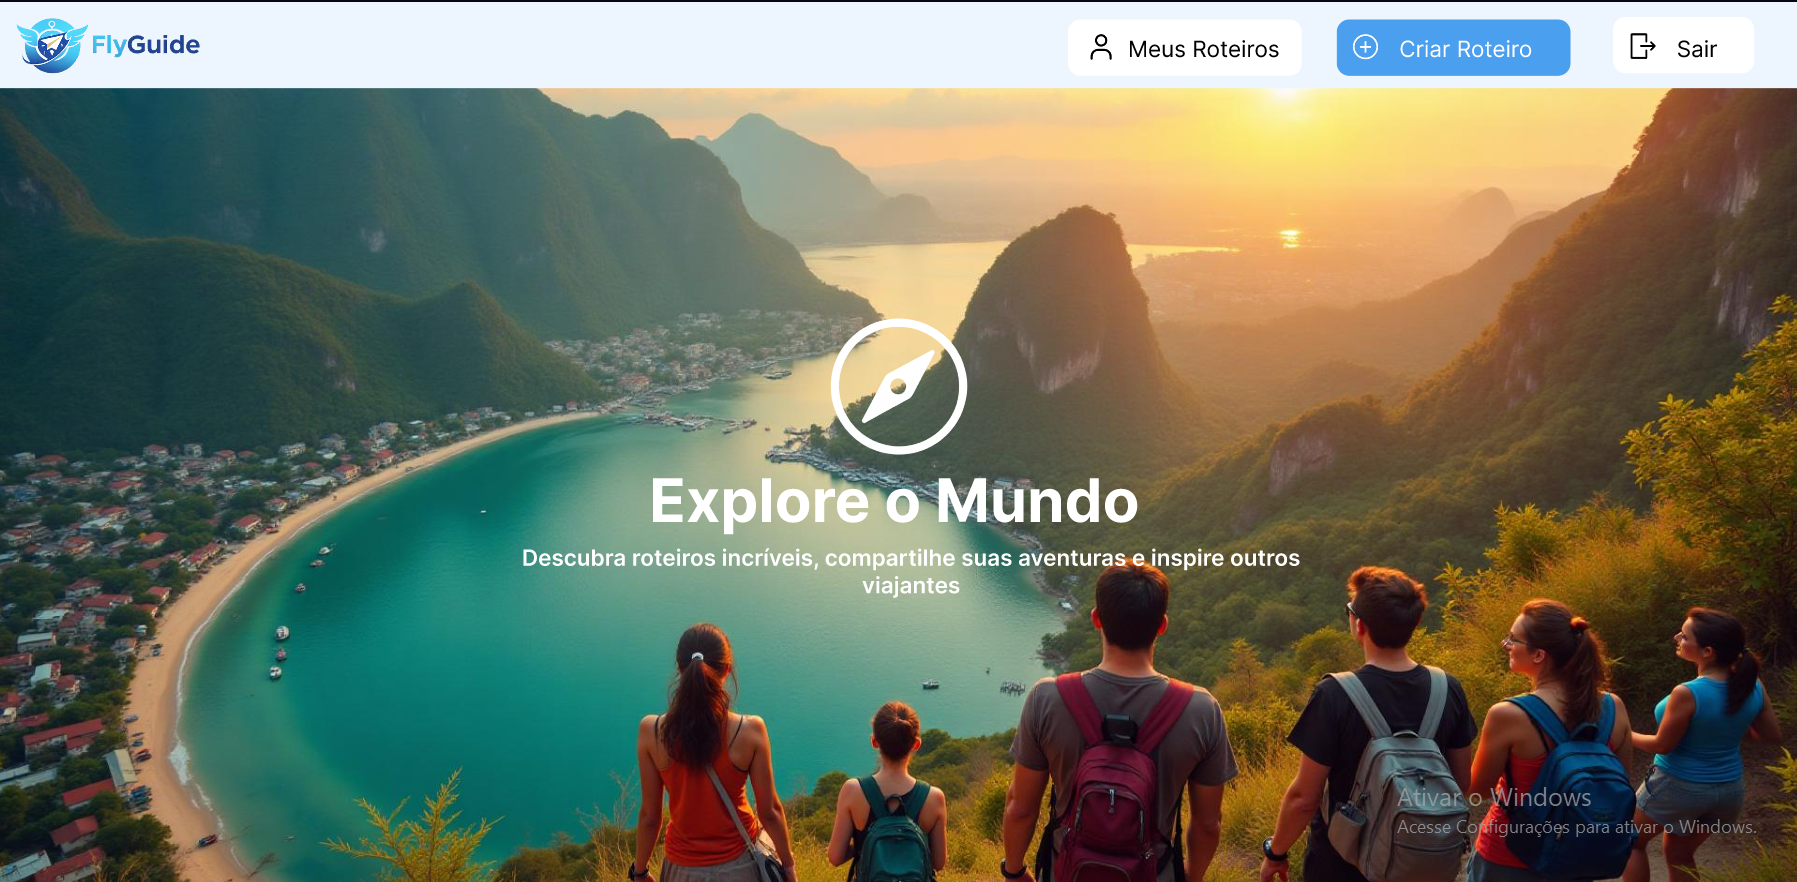 FlyGuide
Meus Roteiros
Criar Roteiro
Sair
Explore o Mundo
Descubra roteiros incríveis, compartilhe suas aventuras e inspire outros
viajantes
Ativar o Windows
Acesse Configurações para ativar o Windows.